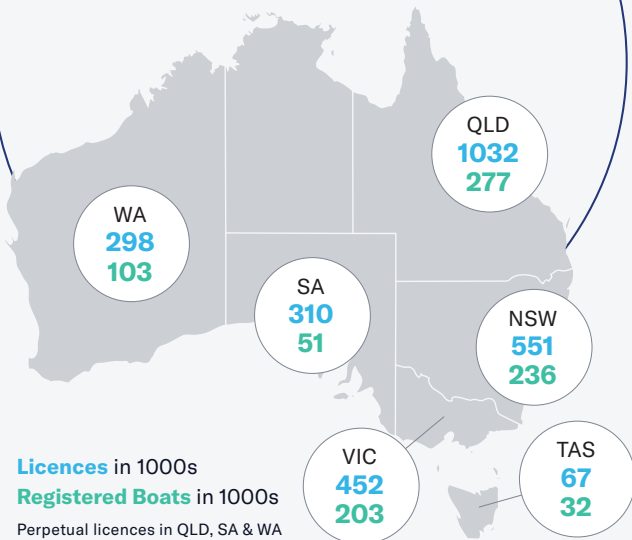 QLD
1032
277
WA
298
103
SA
310
51
NSW
551
236
VIC
452
203
TAS
67
32
Licences in 1000s
Registered Boats in 1000s
Perpetual licences in QLD, SA & WA